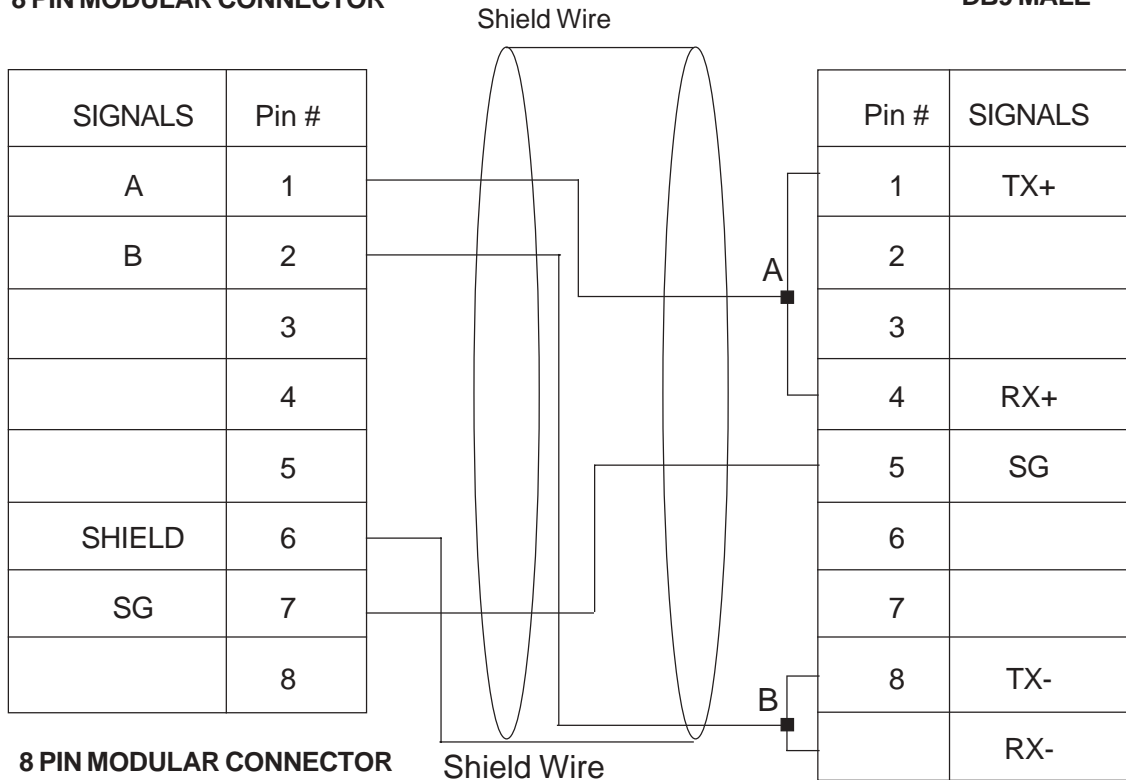 8 PIN MODULAR CONNECTOR
DB9 MALE
Shield Wire
SIGNALS Pin #
A 1
B 2
3
4
5
SHIELD 6
SG 7
8
A
B
Pin # SIGNALS
1 TX+
2
3
4 RX+
5 SG
6
7
8 TX-
RX-
8 PIN MODULAR CONNECTOR
Shield Wire